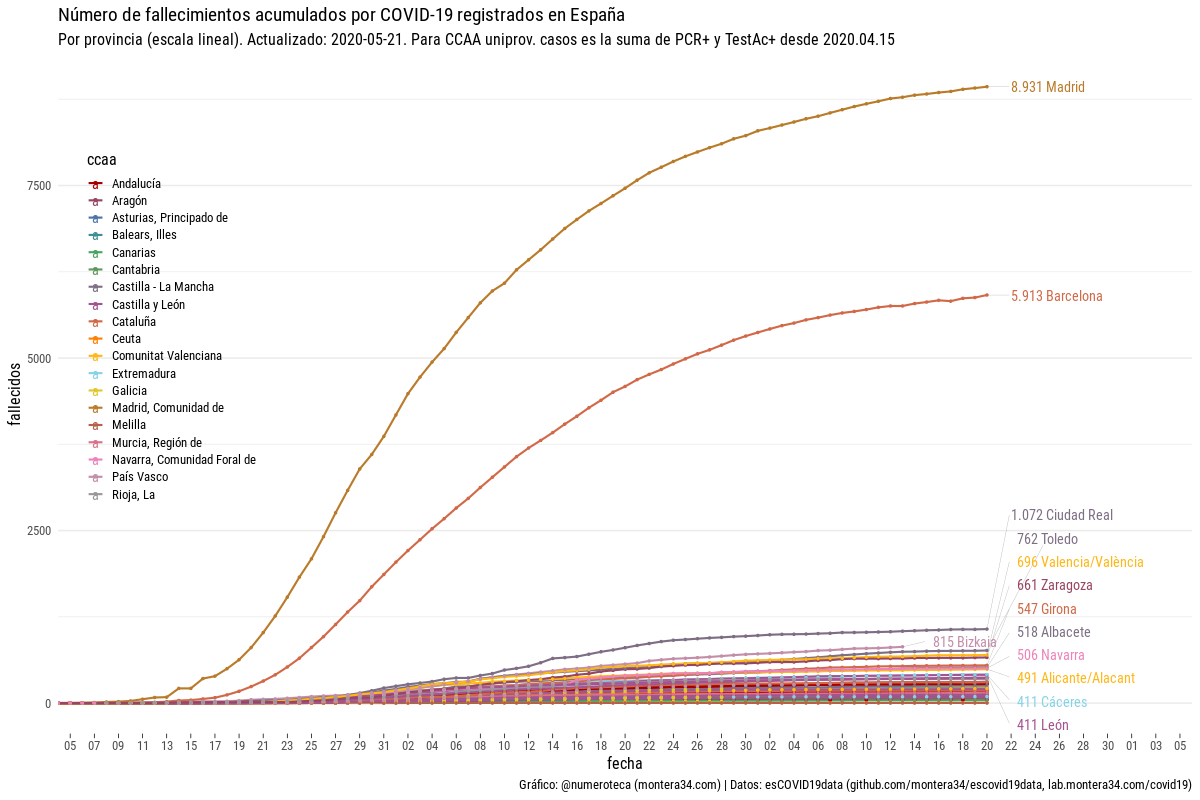 Número de fallecimientos acumulados por COVID-19 registrados en España
Por provincia (escala lineal). Actualizado: 2020-05-21. Para CCAA uniprov. casos es la suma de PCR+ y TestAc+ desde 2020.04.15
8.931 Madrid
ccaa
Andalucía
Aragón
Asturias, Principado de
Balears, Illes
Canarias
Cantabria
Castilla - La Mancha
Castilla y León
Cataluña
Ceuta
Comunitat Valenciana
Extremadura
Galicia
Madrid, Comunidad de
Melilla
Murcia, Región de
Navarra, Comunidad Foral de
País Vasco
Rioja, La
7500
5000
2500
0
fallecidos
5.913 Barcelona
1.072 Ciudad Real
762 Toledo
696 Valencia/València
661 Zaragoza
547 Girona
518 Albacete
815 Bizkaia
506 Navarra
491 Alicante/Alacant
411 Cáceres
411 León
05 07 09 11 13 15 17 19 21 23 25 27 29 31 02 04 06 08 10 12 14 16 18 20 22 24 26 28 30 02 04 06 08 10 12 14 16 18 20 22 24 26 28 30 01 03 05
fecha
Gráfico: @numeroteca (montera34.com) | Datos: esCOVID19data (github.com/montera34/escovid19data, lab.montera34.com/covid19)